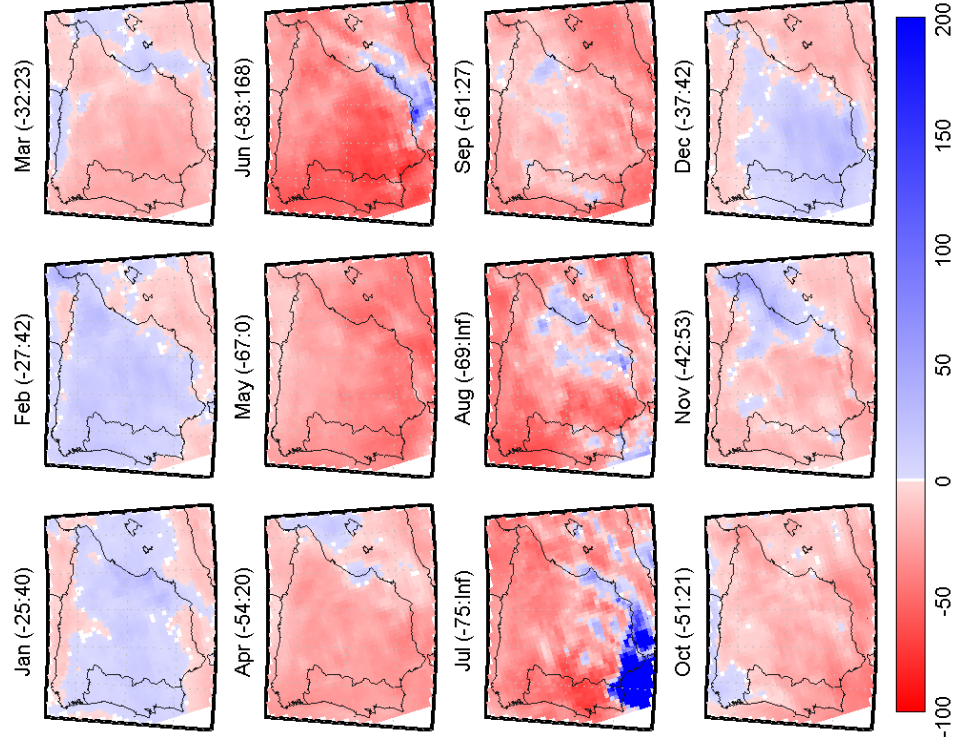 Jan (-25:40) Feb (-27:42) Mar (-32:23)
Apr (-54:20) May (-67:0) Jun (-83:168)
Jul (-75:Inf) Aug (-69:Inf) Sep (-61:27)
Oct (-51:21) Nov (-42:53) Dec (-37:42)
-100 -50 0 50 100 150 200